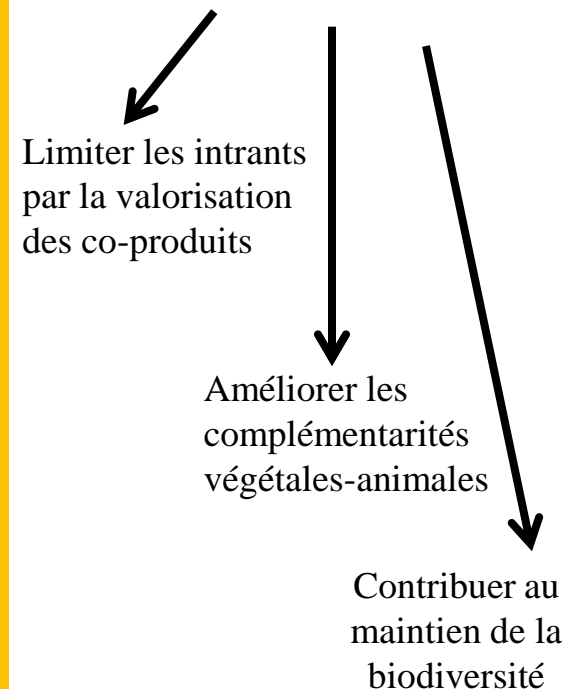 Limiter les intrants
par la valorisation
des co-produits
Améliorer les
complémentarités
végétales-animales
Contribuer au
maintien de la
biodiversité